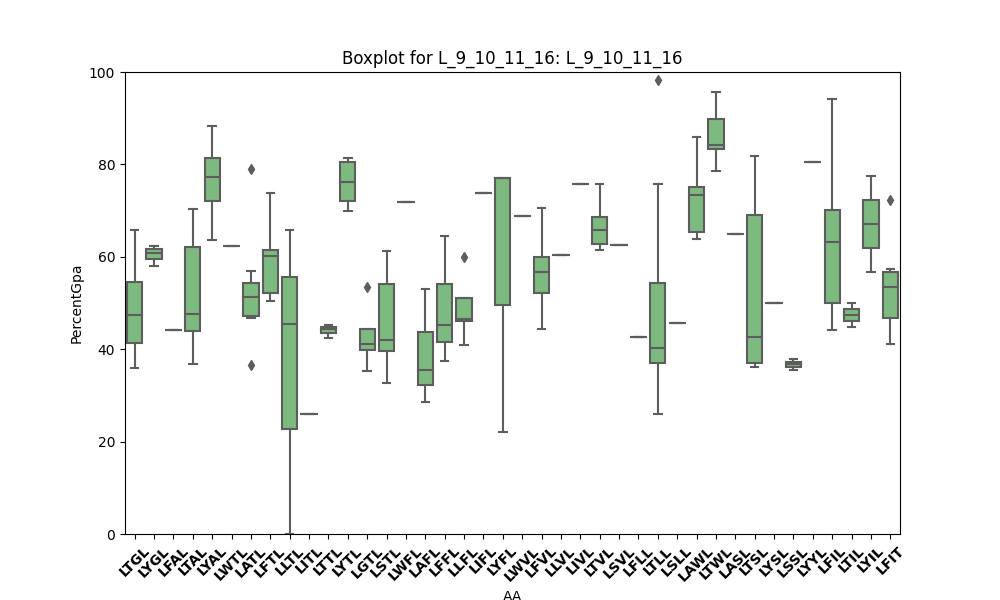 Boxplot for L_9_10_11_16: L_9_10_11_16
PercentGpa
100
80
60
40
20
0
LTGL
LYGL
LFAL
LTAL
LYAL
LWTL
LATL
LFTL
LLTL
LITL
LTTL
LYTL
LGTL
LSTL
LWFL
LAFL
LFFL
LLFL
LIFL
LYFL
LWVL
LFVL
LLVL
LIVL
LTVL
LSVL
LFLL
LTLL
LSLL
LAWL
LTWL
LASL
LTSL
LYSL
LSSL
LYYL
LFIL
LTIL
LYIL
LFIT
AA